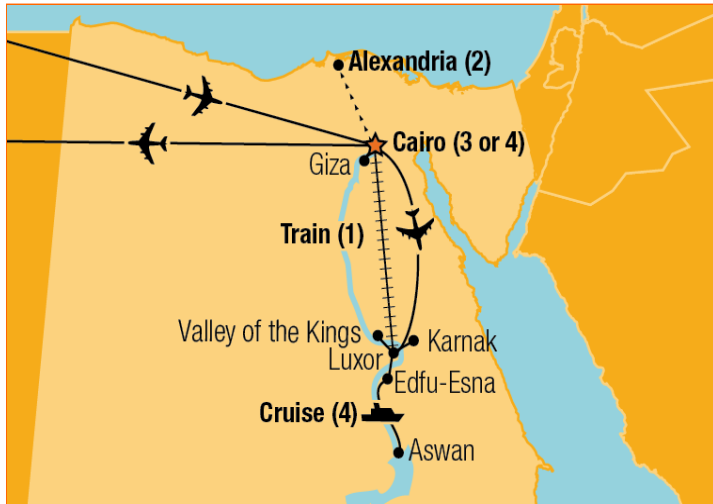 Alexandria (2)
Cairo (3 or 4)
Giza
Train (1)
Valley of the Kings
Karnak
Luxor
Edfu-Esna
Cruise (4)
Aswan